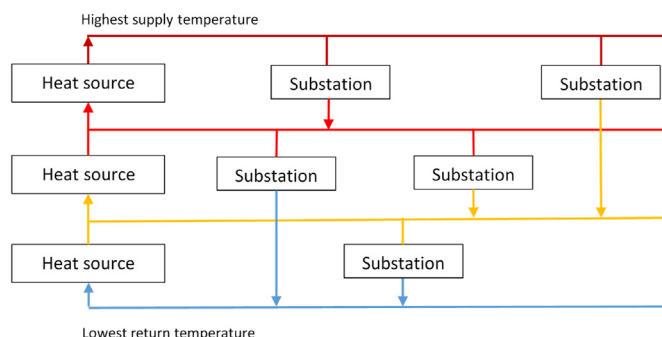 Highest supply temperature
Heat source
Substation
Substation
Heat source
Substation
Substation
Heat source
Substation
Lowest return temperature